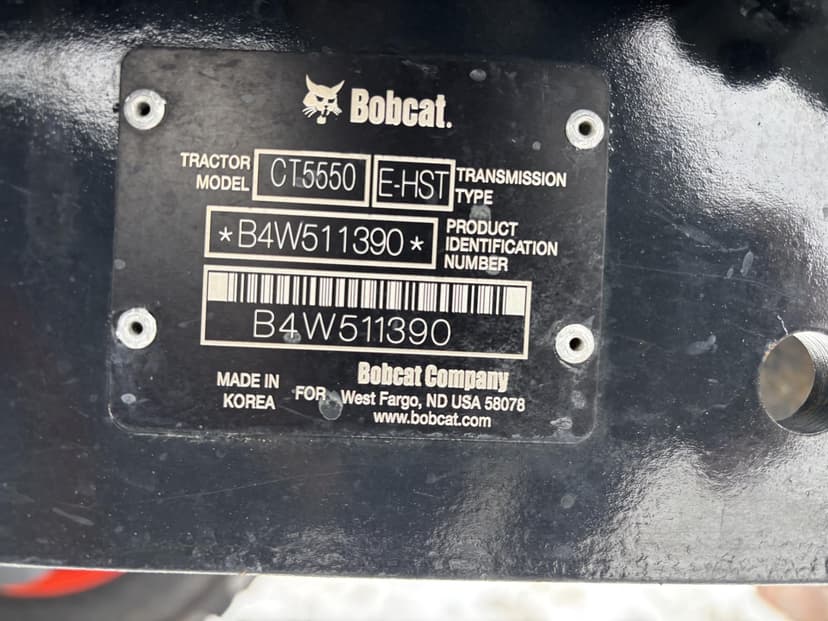 Bobcat.
TRACTOR MODEL CT5550 E-HST TRANSMISSION TYPE
*B4W511390* PRODUCT IDENTIFICATION NUMBER
B4W511390
MADE IN KOREA FOR Bobcat Company
West Fargo, ND USA 58078
www.bobcat.com